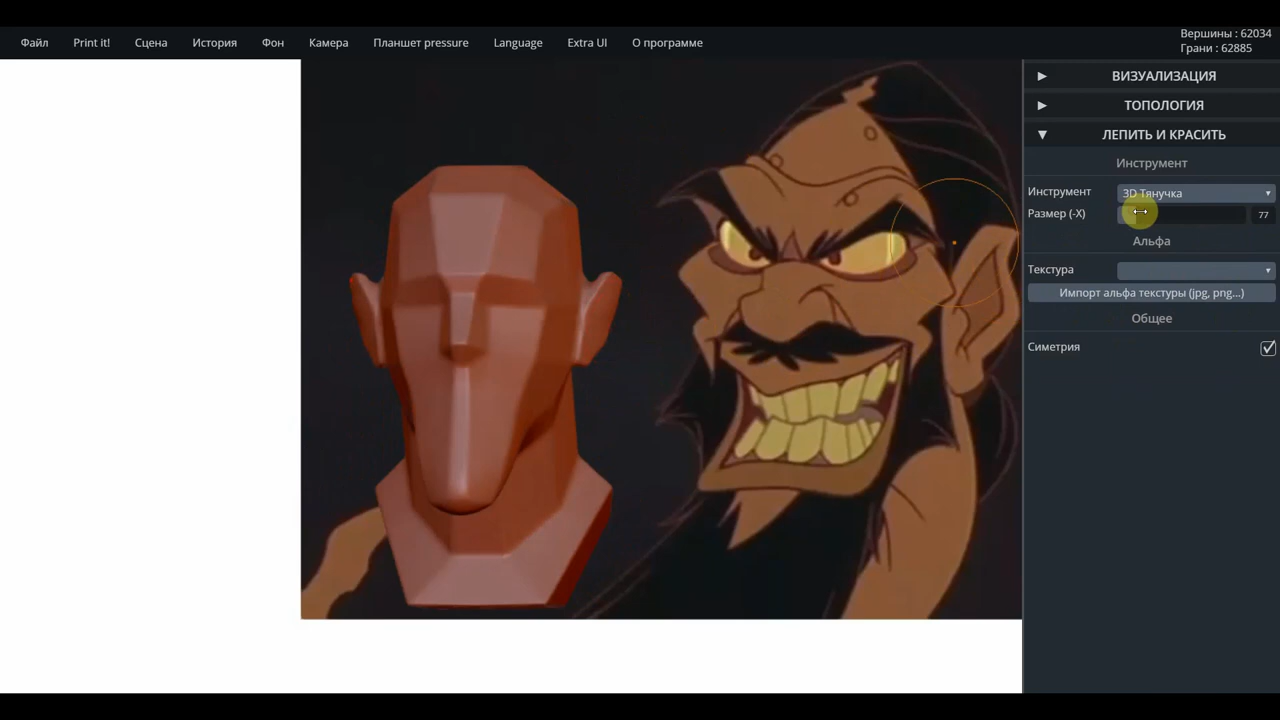 Файл Print it! Сцена История Фон Камера Планшет pressure Language Extra UI О программе
Вершины : 62034
Грани : 62885
ВИЗУАЛИЗАЦИЯ
ТОПОЛОГИЯ
ЛЕПИТЬ И КРАСИТЬ
Инструмент
Инструмент 3D Тянучка
Размер (-X) 77
Альфа
Текстура
Импорт альфа текстуры (jpg, png...)
Общее
Симетрия